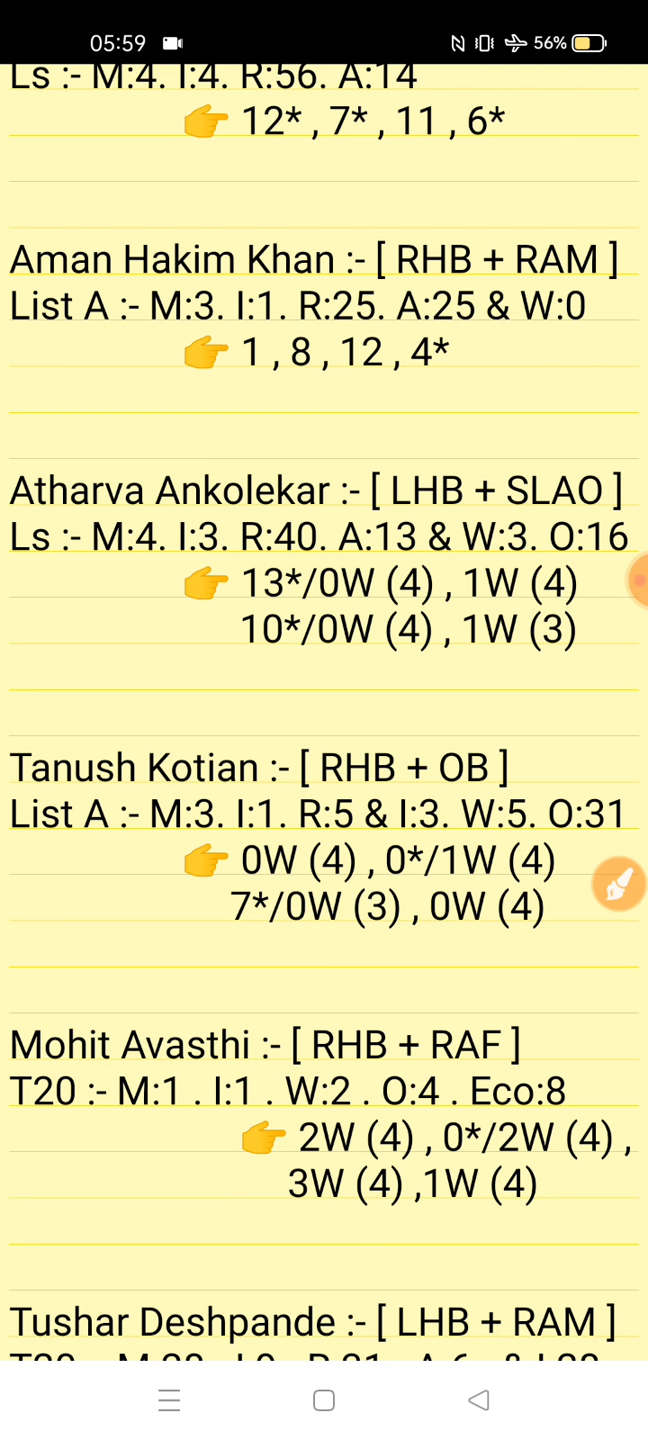 05:59 56%
Ls :- M:4. I:4. R:56. A:14
👉 12* , 7* , 11 , 6*
Aman Hakim Khan :- [ RHB + RAM ]
List A :- M:3. I:1. R:25. A:25 & W:0
👉 1 , 8 , 12 , 4*
Atharva Ankolekar :- [ LHB + SLAO ]
Ls :- M:4. I:3. R:40. A:13 & W:3. O:16
👉 13*/0W (4) , 1W (4)
10*/0W (4) , 1W (3)
Tanush Kotian :- [ RHB + OB ]
List A :- M:3. I:1. R:5 & I:3. W:5. O:31
👉 0W (4) , 0*/1W (4)
7*/0W (3) , 0W (4)
Mohit Avasthi :- [ RHB + RAF ]
T20 :- M:1 . I:1 . W:2 . O:4 . Eco:8
👉 2W (4) , 0*/2W (4) ,
3W (4) ,1W (4)
Tushar Deshpande :- [ LHB + RAM ]